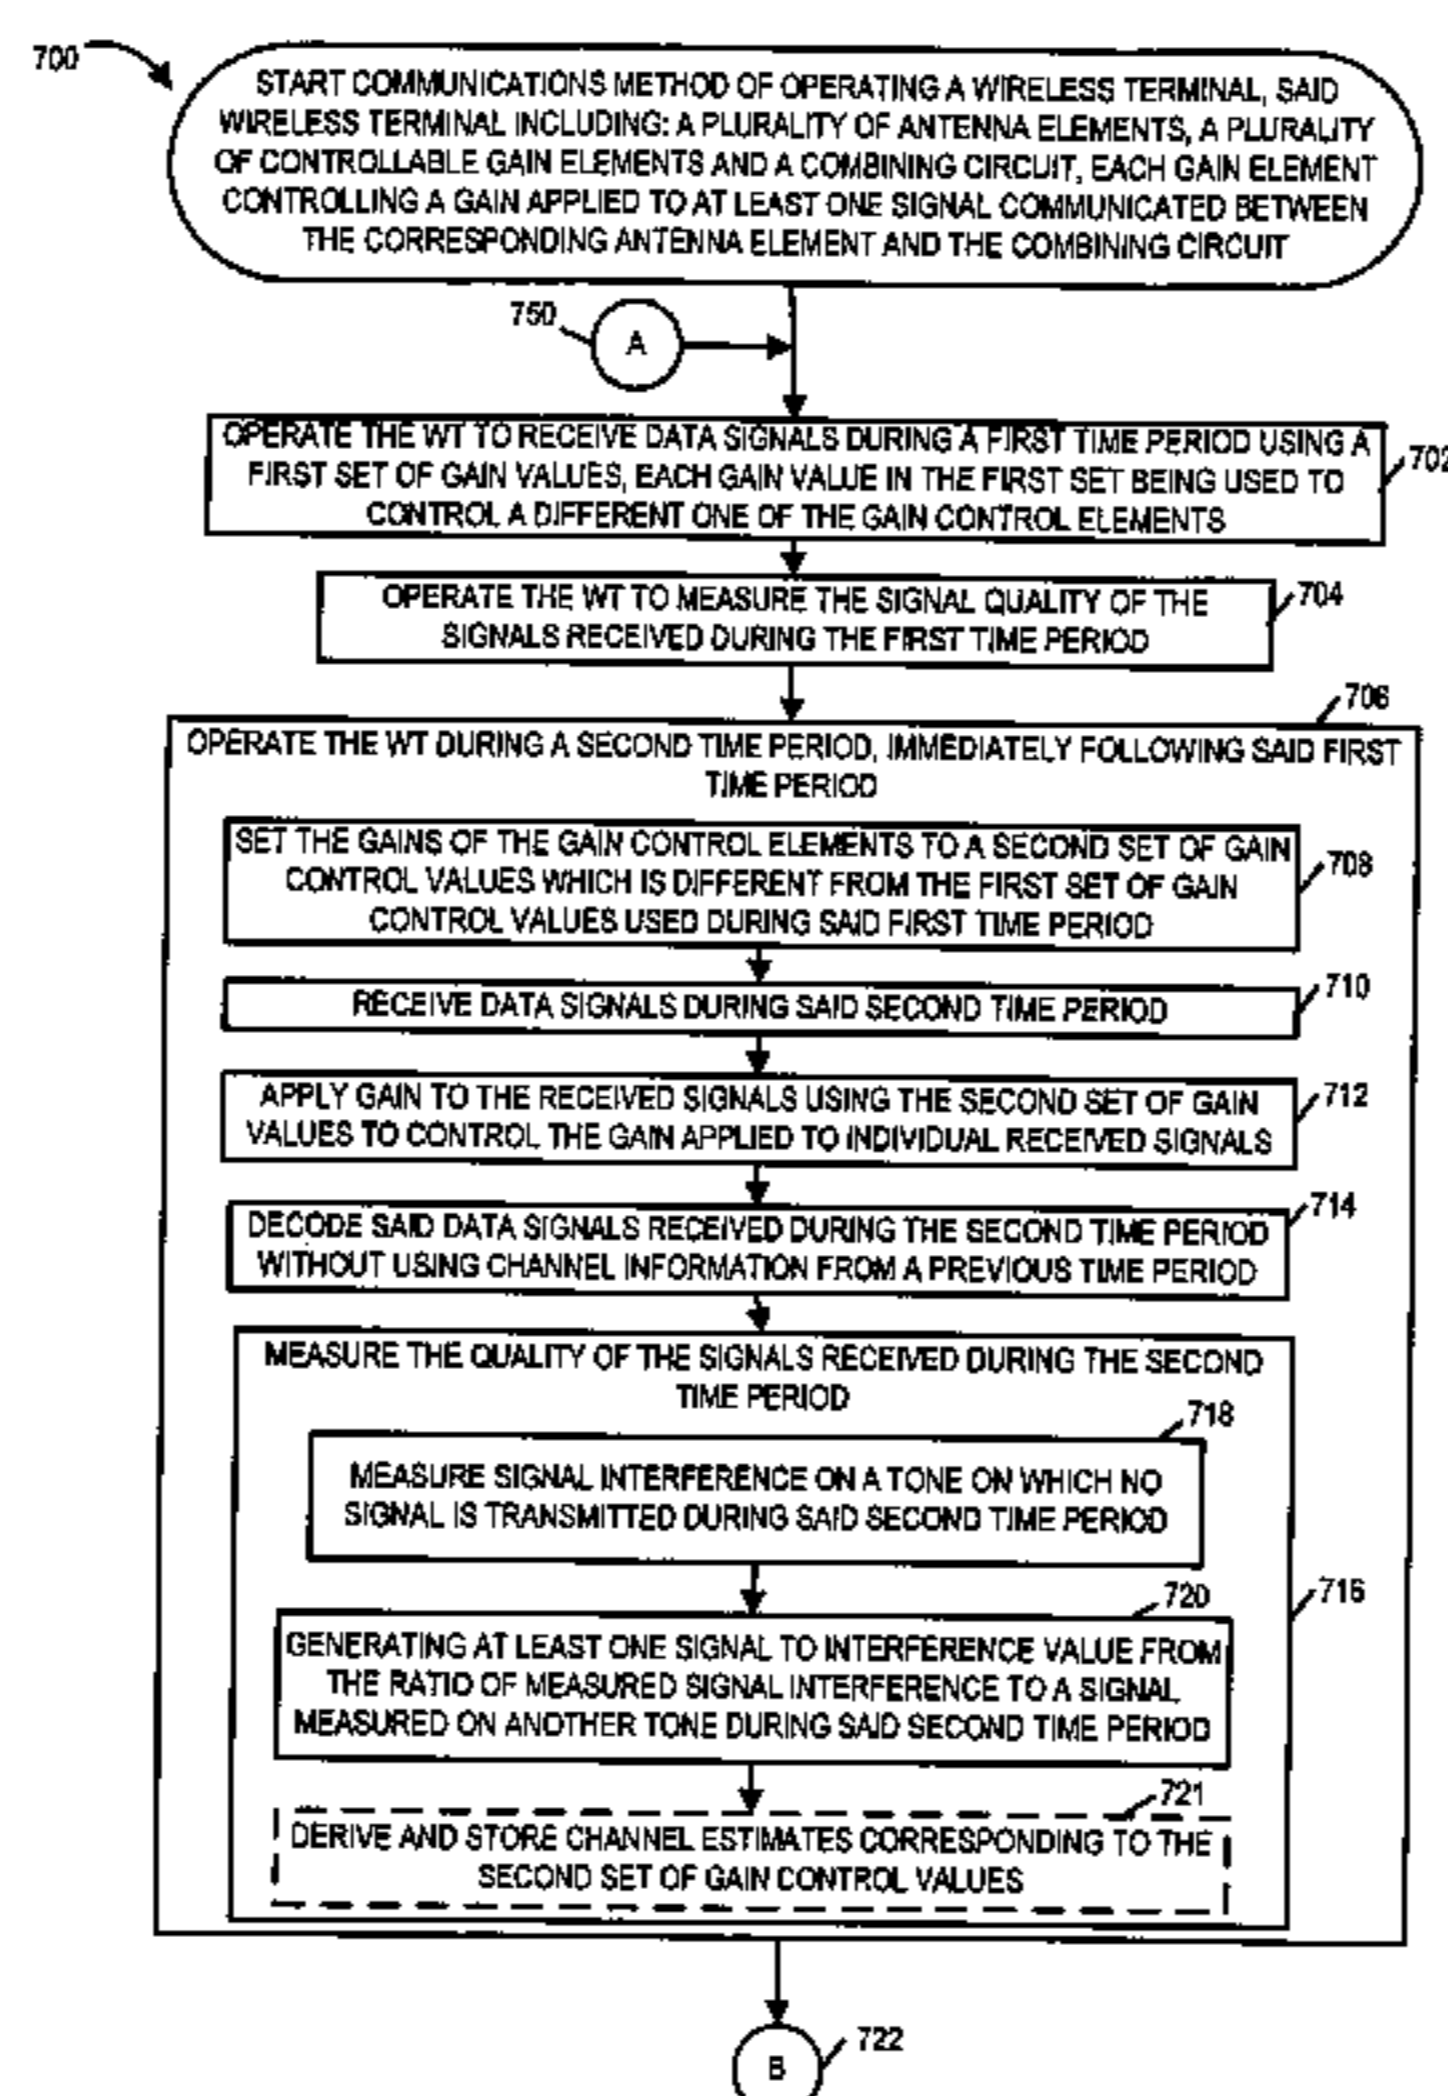 700
START COMMUNICATIONS METHOD OF OPERATING A WIRELESS TERMINAL, SAID
WIRELESS TERMINAL INCLUDING: A PLURALITY OF ANTENNA ELEMENTS, A PLURALITY
OF CONTROLLABLE GAIN ELEMENTS AND A COMBINING CIRCUIT, EACH GAIN ELEMENT
CONTROLLING A GAIN APPLIED TO AT LEAST ONE SIGNAL COMMUNICATED BETWEEN
THE CORRESPONDING ANTENNA ELEMENT AND THE COMBINING CIRCUIT
750
A
OPERATE THE WT TO RECEIVE DATA SIGNALS DURING A FIRST TIME PERIOD USING A
FIRST SET OF GAIN VALUES, EACH GAIN VALUE IN THE FIRST SET BEING USED TO
CONTROL A DIFFERENT ONE OF THE GAIN CONTROL ELEMENTS
702
OPERATE THE WT TO MEASURE THE SIGNAL QUALITY OF THE
SIGNALS RECEIVED DURING THE FIRST TIME PERIOD
704
706
OPERATE THE WT DURING A SECOND TIME PERIOD, IMMEDIATELY FOLLOWING SAID FIRST
TIME PERIOD
SET THE GAINS OF THE GAIN CONTROL ELEMENTS TO A SECOND SET OF GAIN
CONTROL VALUES WHICH IS DIFFERENT FROM THE FIRST SET OF GAIN
CONTROL VALUES USED DURING SAID FIRST TIME PERIOD
708
RECEIVE DATA SIGNALS DURING SAID SECOND TIME PERIOD
710
APPLY GAIN TO THE RECEIVED SIGNALS USING THE SECOND SET OF GAIN
VALUES TO CONTROL THE GAIN APPLIED TO INDIVIDUAL RECEIVED SIGNALS
712
DECODE SAID DATA SIGNALS RECEIVED DURING THE SECOND TIME PERIOD
WITHOUT USING CHANNEL INFORMATION FROM A PREVIOUS TIME PERIOD
714
MEASURE THE QUALITY OF THE SIGNALS RECEIVED DURING THE SECOND
TIME PERIOD
718
MEASURE SIGNAL INTERFERENCE ON A TONE ON WHICH NO
SIGNAL IS TRANSMITTED DURING SAID SECOND TIME PERIOD
716
720
GENERATING AT LEAST ONE SIGNAL TO INTERFERENCE VALUE FROM
THE RATIO OF MEASURED SIGNAL INTERFERENCE TO A SIGNAL
MEASURED ON ANOTHER TONE DURING SAID SECOND TIME PERIOD
721
DERIVE AND STORE CHANNEL ESTIMATES CORRESPONDING TO THE
SECOND SET OF GAIN CONTROL VALUES
B
722